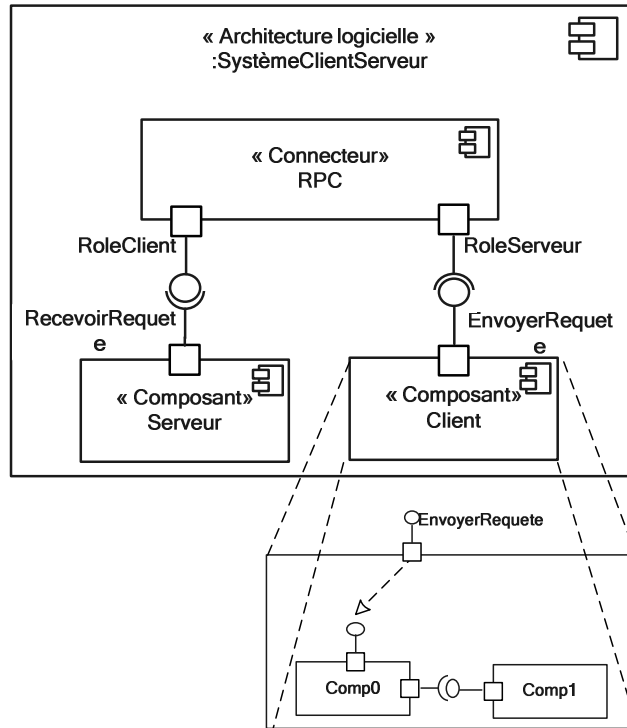 « Architecture logicielle »
:SystèmeClientServeur
« Connecteur»
RPC
RoleClient
RoleServeur
RecevoirRequet
e
EnvoyerRequet
e
« Composant»
Serveur
« Composant»
Client
EnvoyerRequete
Comp0
Comp1